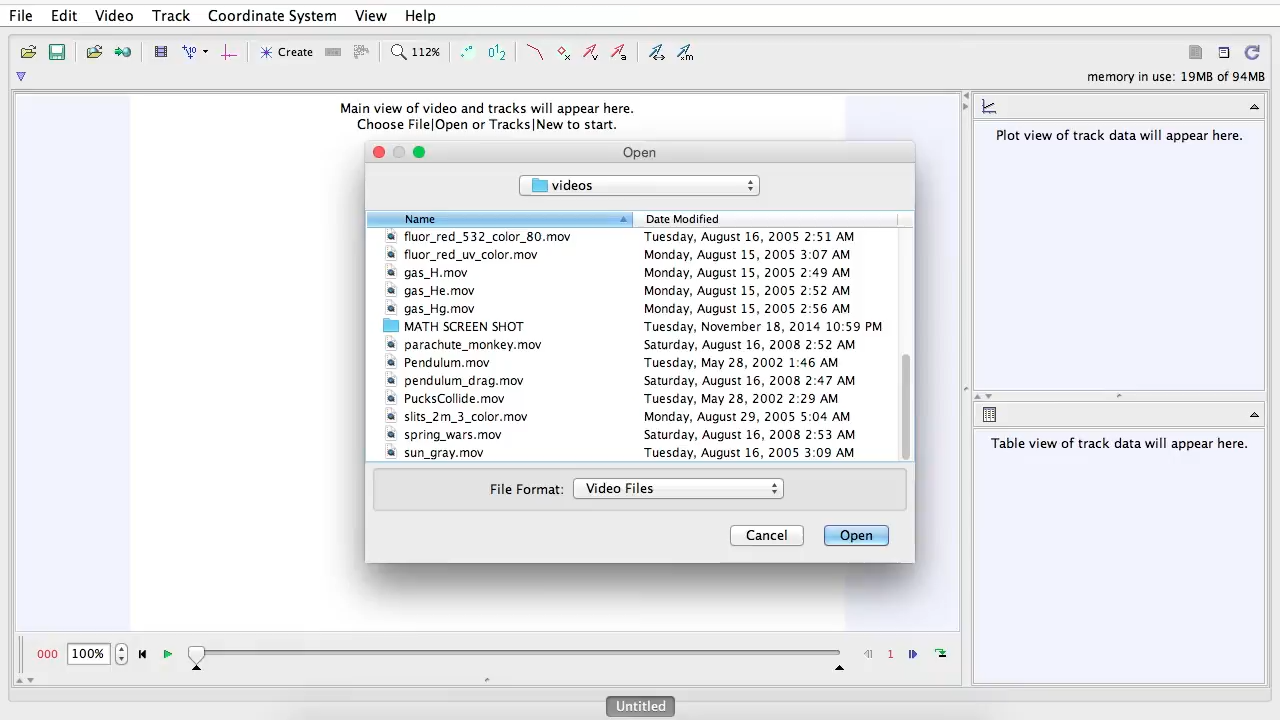 File Edit Video Track Coordinate System View Help
Create 112%
memory in use: 19MB of 94MB
Main view of video and tracks will appear here.
Choose File|Open or Tracks|New to start.
Plot view of track data will appear here.
Open
videos
Name Date Modified
fluor_red_532_color_80.mov Tuesday, August 16, 2005 2:51 AM
fluor_red_uv_color.mov Monday, August 15, 2005 3:07 AM
gas_H.mov Monday, August 15, 2005 2:49 AM
gas_He.mov Monday, August 15, 2005 2:52 AM
gas_Hg.mov Monday, August 15, 2005 2:56 AM
MATH SCREEN SHOT Tuesday, November 18, 2014 10:59 PM
parachute_monkey.mov Saturday, August 16, 2008 2:52 AM
Pendulum.mov Tuesday, May 28, 2002 1:46 AM
pendulum_drag.mov Saturday, August 16, 2008 2:47 AM
PucksCollide.mov Tuesday, May 28, 2002 2:29 AM
slits_2m_3_color.mov Monday, August 29, 2005 5:04 AM
spring_wars.mov Saturday, August 16, 2008 2:53 AM
sun_gray.mov Tuesday, August 16, 2005 3:09 AM
Table view of track data will appear here.
File Format: Video Files
Cancel Open
000 100% 1
Untitled